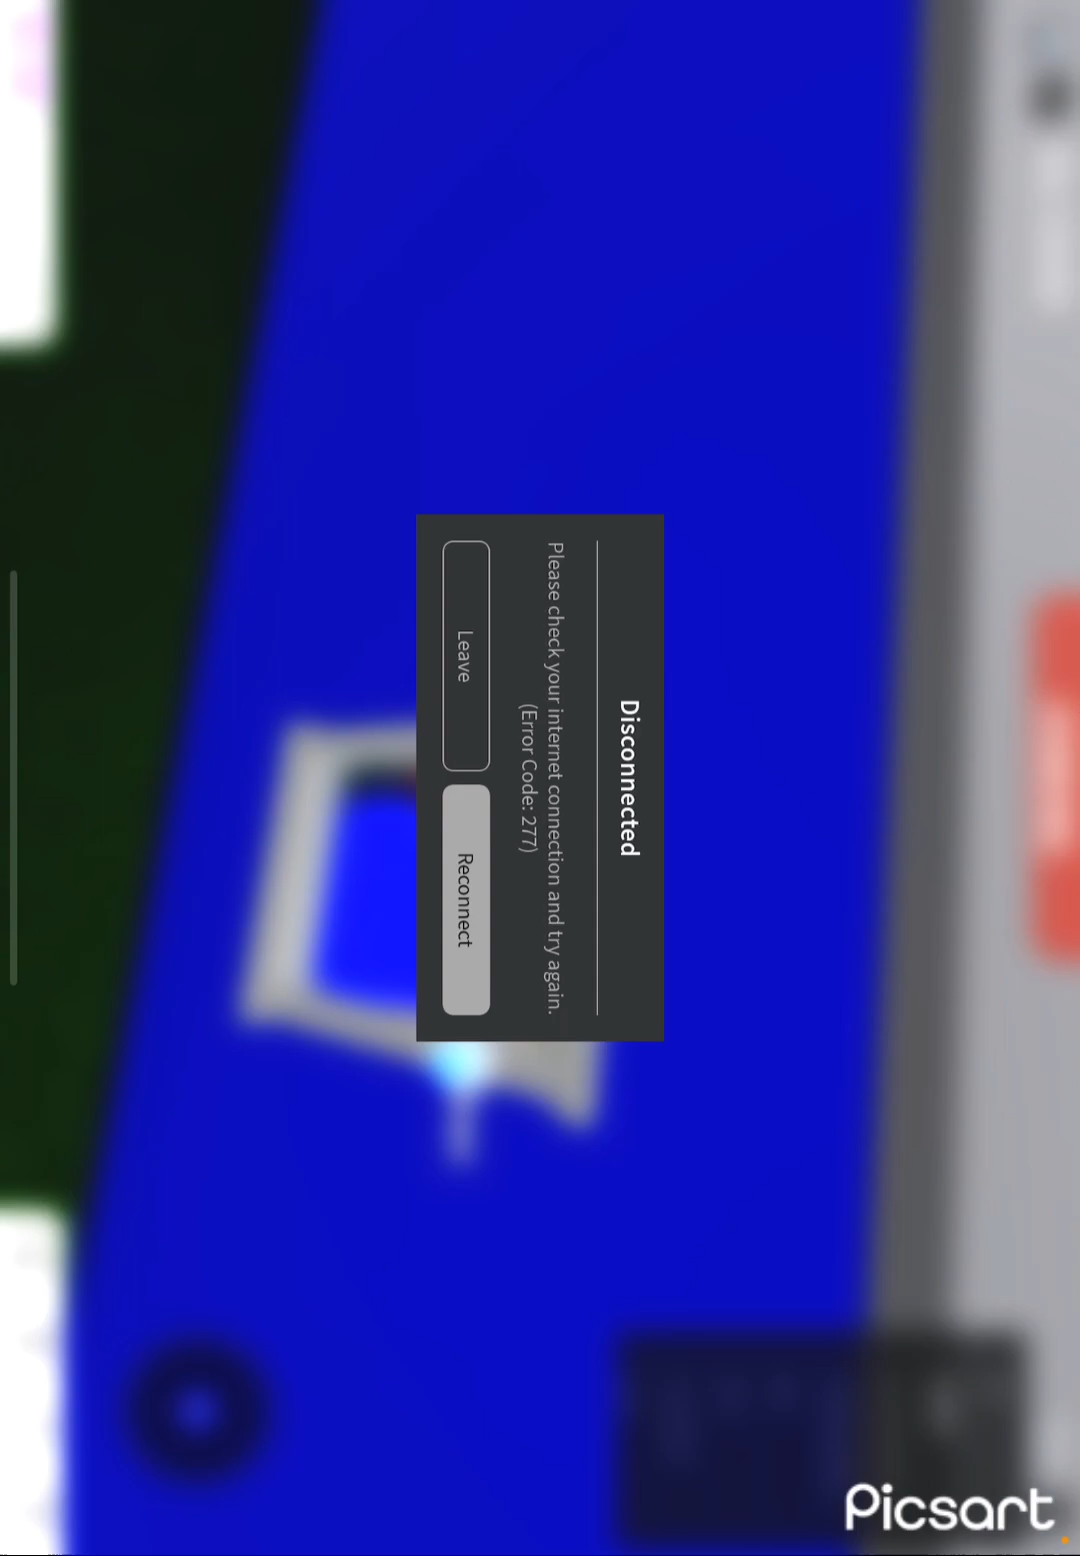 Disconnected
Please check your internet connection and try again.
(Error Code: 277)
Leave
Reconnect
Picsart